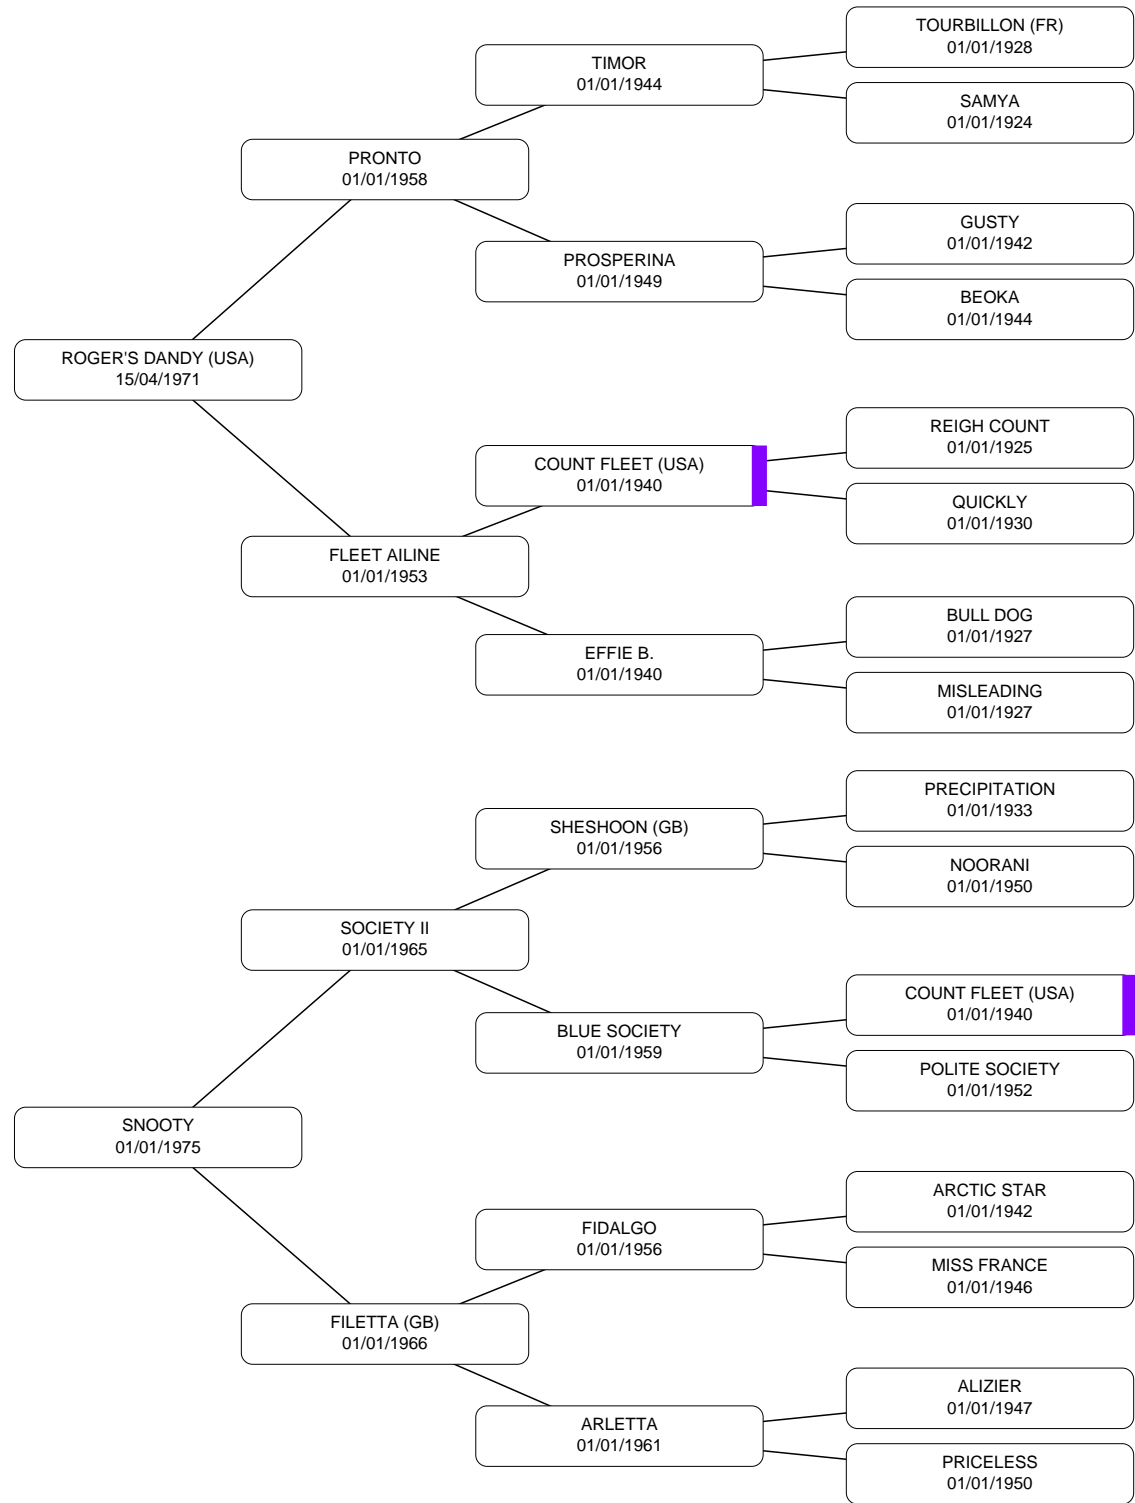 TOURBILLON (FR)
01/01/1928
TIMOR
01/01/1944
SAMYA
01/01/1924
PRONTO
01/01/1958
GUSTY
01/01/1942
PROSPERINA
01/01/1949
BEOKA
01/01/1944
ROGER'S DANDY (USA)
15/04/1971
REIGH COUNT
01/01/1925
COUNT FLEET (USA)
01/01/1940
QUICKLY
01/01/1930
FLEET AILINE
01/01/1953
BULL DOG
01/01/1927
EFFIE B.
01/01/1940
MISLEADING
01/01/1927
PRECIPITATION
01/01/1933
SHESHOON (GB)
01/01/1956
NOORANI
01/01/1950
SOCIETY II
01/01/1965
COUNT FLEET (USA)
01/01/1940
BLUE SOCIETY
01/01/1959
POLITE SOCIETY
01/01/1952
SNOOTY
01/01/1975
ARCTIC STAR
01/01/1942
FIDALGO
01/01/1956
MISS FRANCE
01/01/1946
FILETTA (GB)
01/01/1966
ALIZIER
01/01/1947
ARLETTA
01/01/1961
PRICELESS
01/01/1950